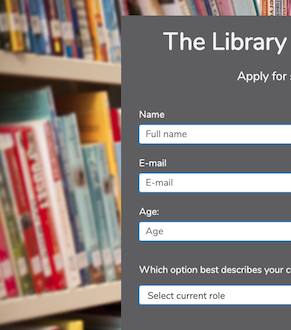 The Library
Apply for
Name
Full name
E-mail
E-mail
Age:
Age
Which option best describes your c
Select current role